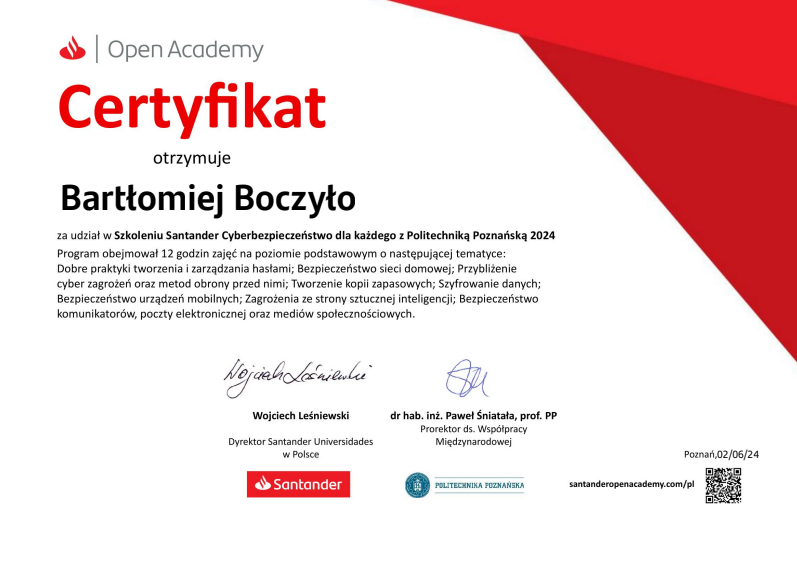 Open Academy
Certyfikat
otrzymuje
Bartłomiej Boczyło
za udział w Szkoleniu Santander Cyberbezpieczeństwo dla każdego z Politechniką Poznańską 2024
Program obejmował 12 godzin zajęć na poziomie podstawowym o następującej tematyce:
Dobre praktyki tworzenia i zarządzania hasłami; Bezpieczeństwo sieci domowej; Przybliżenie
cyber zagrożeń oraz metod obrony przed nimi; Tworzenie kopii zapasowych; Szyfrowanie danych;
Bezpieczeństwo urządzeń mobilnych; Zagrożenia ze strony sztucznej inteligencji; Bezpieczeństwo
komunikatorów, poczty elektronicznej oraz mediów społecznościowych.
Wojciech Leśniewski
Wojciech Leśniewski
Dyrektor Santander Universidades
w Polsce
dr hab. inż. Paweł Śniatała, prof. PP
Prorektor ds. Współpracy
Międzynarodowej
Poznań,02/06/24
Santander
POLITECHNIKA POZNAŃSKA
santanderopenacademy.com/pl